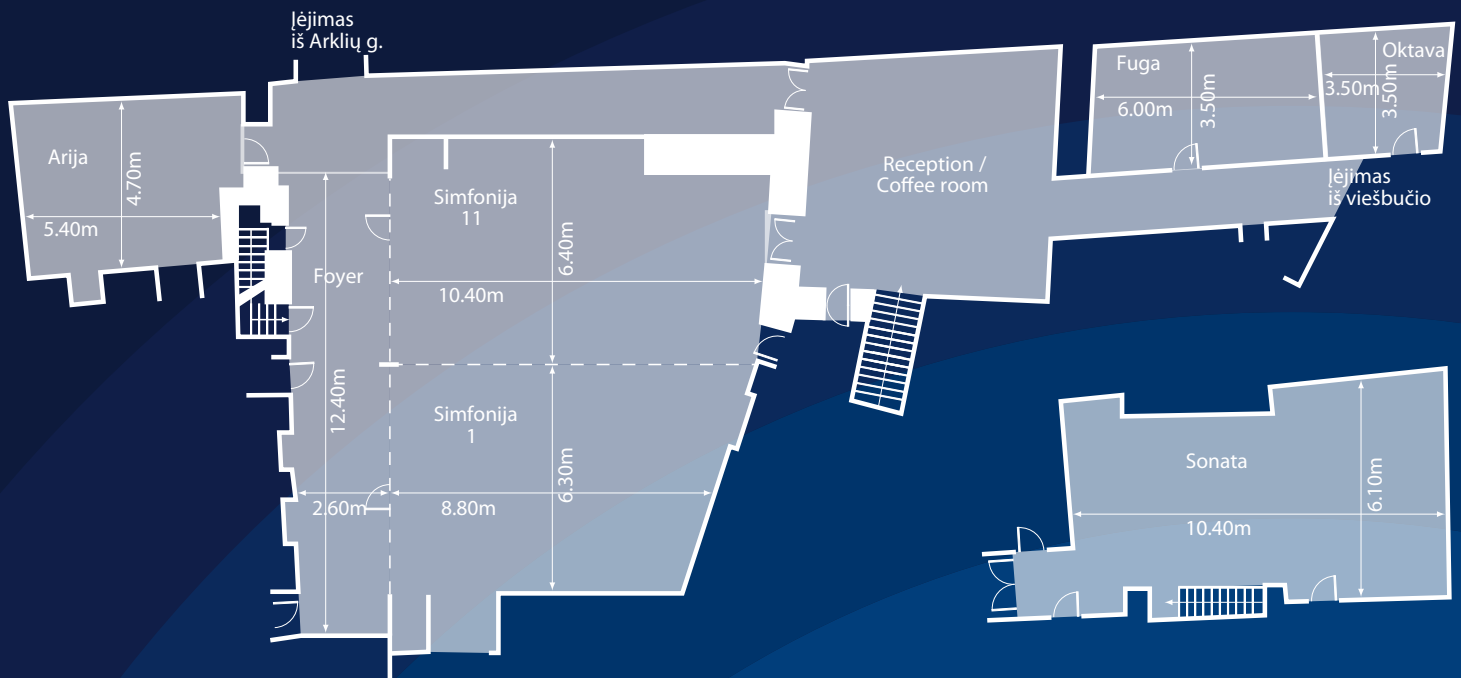 Įėjimas
iš Arklių g.
Arija
4.70m
5.40m
Foyer
12.40m
2.60m
Simfonija
11
6.40m
10.40m
Simfonija
1
6.30m
8.80m
Reception /
Coffee room
Fuga
6.00m
3.50m
Oktava
3.50m
3.50m
Įėjimas
iš viešbučio
Sonata
6.10m
10.40m